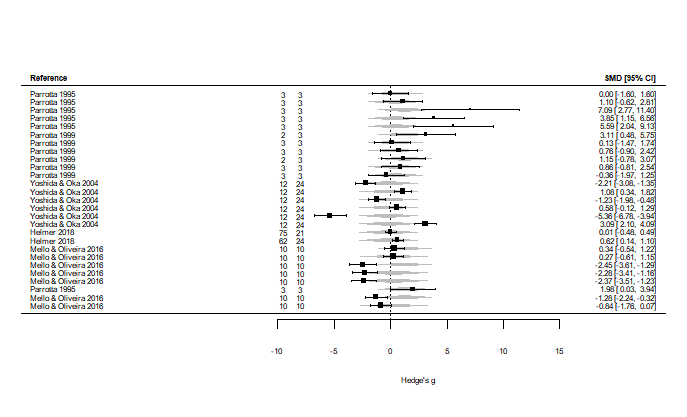 Reference SMD [95% CI]
Parrotta 1995 3 3 0.00 [-1.60, 1.60]
Parrotta 1995 3 3 1.10 [-0.62, 2.81]
Parrotta 1995 3 3 7.09 [2.77, 11.40]
Parrotta 1995 3 3 3.85 [1.15, 6.56]
Parrotta 1995 3 3 5.59 [2.04, 9.13]
Parrotta 1999 2 3 3.11 [0.48, 5.75]
Parrotta 1999 3 3 0.13 [-1.47, 1.74]
Parrotta 1999 3 3 0.76 [-0.90, 2.42]
Parrotta 1999 2 3 1.15 [-0.78, 3.07]
Parrotta 1999 3 3 0.86 [-0.81, 2.54]
Parrotta 1999 3 3 -0.36 [-1.97, 1.25]
Yoshida & Oka 2004 12 24 -2.21 [-3.08, -1.35]
Yoshida & Oka 2004 12 24 1.08 [0.34, 1.82]
Yoshida & Oka 2004 12 24 -1.23 [-1.98, -0.48]
Yoshida & Oka 2004 12 24 0.58 [-0.12, 1.29]
Yoshida & Oka 2004 12 24 -5.36 [-6.78, -3.94]
Yoshida & Oka 2004 12 24 3.09 [2.10, 4.09]
Helmer 2018 75 21 0.01 [-0.48, 0.49]
Helmer 2018 62 24 0.62 [0.14, 1.10]
Mello & Oliveira 2016 10 10 0.34 [-0.54, 1.22]
Mello & Oliveira 2016 10 10 0.27 [-0.61, 1.15]
Mello & Oliveira 2016 10 10 -2.45 [-3.61, -1.29]
Mello & Oliveira 2016 10 10 -2.28 [-3.41, -1.16]
Mello & Oliveira 2016 10 10 -2.37 [-3.51, -1.23]
Parrotta 1995 3 3 1.98 [0.03, 3.94]
Mello & Oliveira 2016 10 10 -1.28 [-2.24, -0.32]
Mello & Oliveira 2016 10 10 -0.84 [-1.76, 0.07]
-10 -5 0 5 10 15
Hedge's g